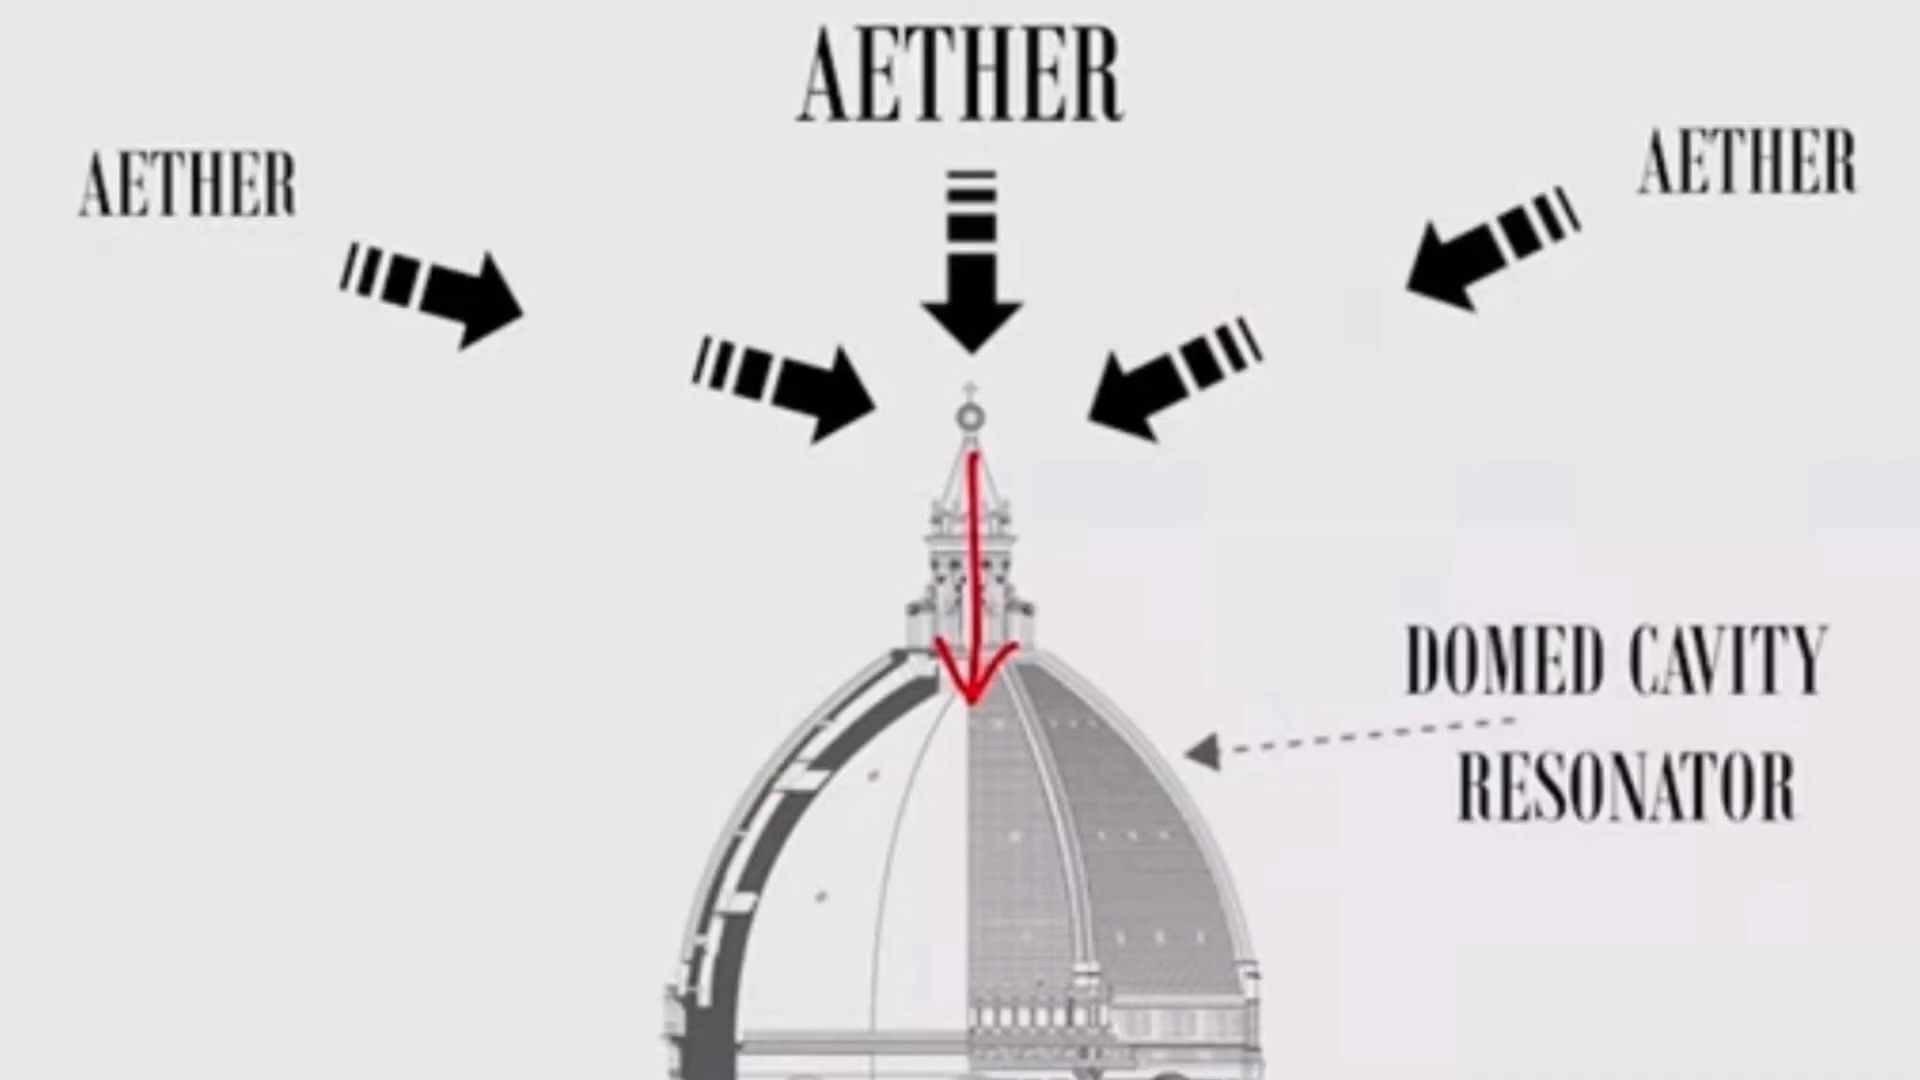 AETHER
AETHER
AETHER
DOMED CAVITY
RESONATOR